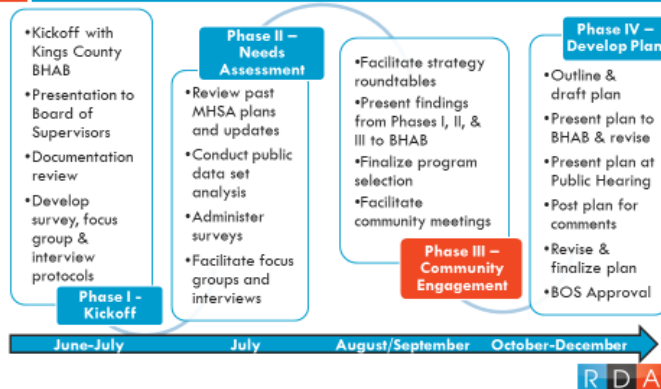 •Kickoff with
Kings County
BHAB
•Presentation to
Board of
Supervisors
•Documentation
review
•Develop
survey, focus
group &
interview
protocols
Phase I -
Kickoff
Phase II –
Needs
Assessment
•Review past
MHSA plans
and updates
•Conduct public
data set
analysis
•Administer
surveys
•Facilitate focus
groups and
interviews
•Facilitate strategy
roundtables
•Present findings
from Phases I, II, &
III to BHAB
•Finalize program
selection
•Facilitate
community meetings
Phase III –
Community
Engagement
Phase IV –
Develop Plan
•Outline &
draft plan
•Present plan to
BHAB & revise
•Present plan at
Public Hearing
•Post plan for
comments
•Revise &
finalize plan
•BOS Approval
June-July
July
August/September
October-December
RDA